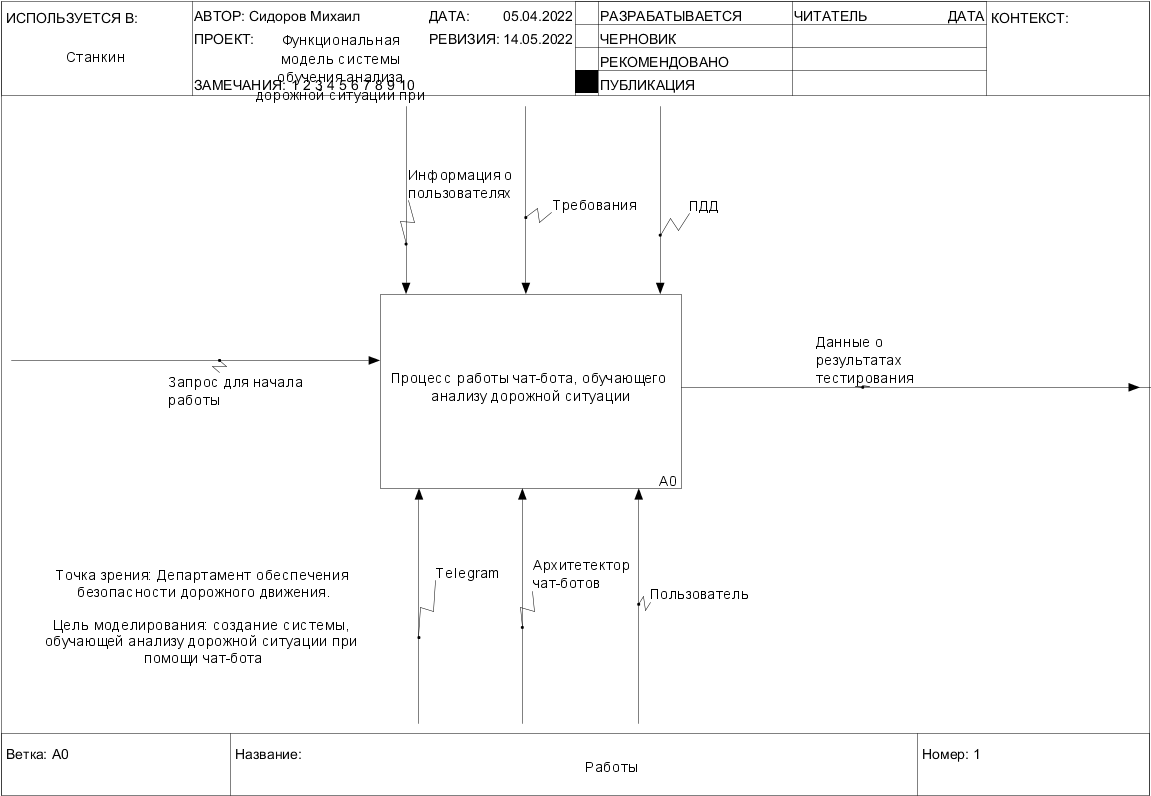 ИСПОЛЬЗУЕТСЯ В:
Станкин
АВТОР: Сидоров Михаил
ДАТА: 05.04.2022
ПРОЕКТ: Функциональная
модель системы
обучения анализа
дорожной ситуации при
РЕВИЗИЯ: 14.05.2022
ЗАМЕЧАНИЯ: 1 2 3 4 5 6 7 8 9 10
РАЗРАБАТЫВАЕТСЯ
ЧЕРНОВИК
РЕКОМЕНДОВАНО
ПУБЛИКАЦИЯ
ЧИТАТЕЛЬ
ДАТА
КОНТЕКСТ:
Информация о
пользователях
Требования
ПДД
Запрос для начала
работы
Процесс работы чат-бота, обучающего
анализу дорожной ситуации
A0
Данные о
результатах
тестирования
Telegram
Архитетектор
чат-ботов
Пользователь
Точка зрения: Департамент обеспечения
безопасности дорожного движения.
Цель моделирования: создание системы,
обучающей анализу дорожной ситуации при
помощи чат-бота
Ветка: A0
Название:
Работы
Номер: 1